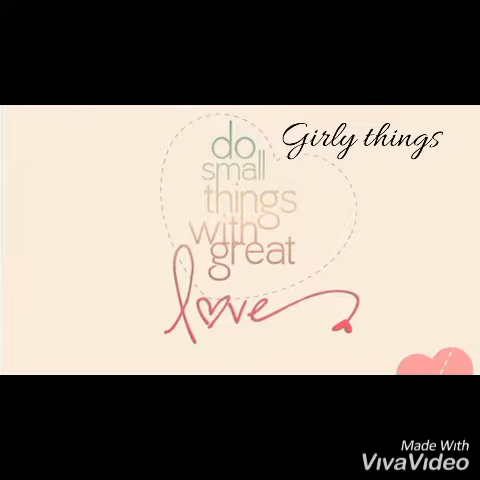 do
small
things
with
great
love
Girly things
Made With
VivaVideo